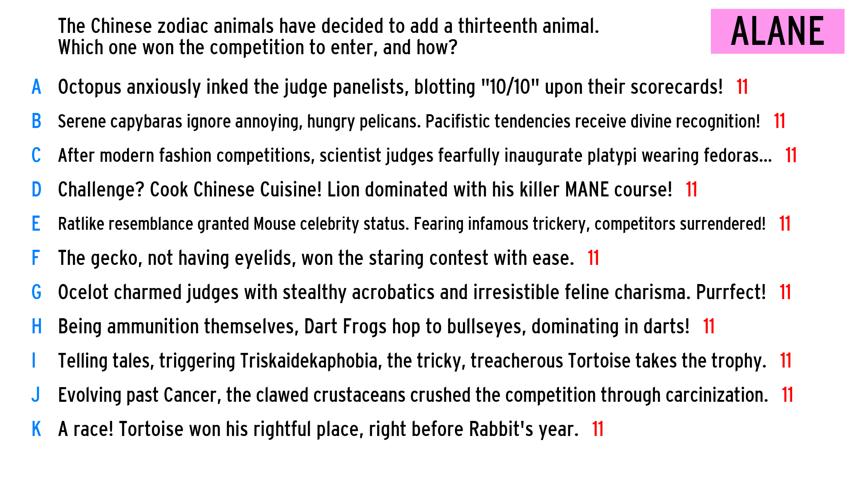 The Chinese zodiac animals have decided to add a thirteenth animal.
Which one won the competition to enter, and how?
ALANE
A Octopus anxiously inked the judge panelists, blotting "10/10" upon their scorecards! 11
B Serene capybaras ignore annoying, hungry pelicans. Pacifistic tendencies receive divine recognition! 11
C After modern fashion competitions, scientist judges fearfully inaugurate platypi wearing fedoras... 11
D Challenge? Cook Chinese Cuisine! Lion dominated with his killer MANE course! 11
E Ratlike resemblance granted Mouse celebrity status. Fearing infamous trickery, competitors surrendered! 11
F The gecko, not having eyelids, won the staring contest with ease. 11
G Ocelot charmed judges with stealthy acrobatics and irresistible feline charisma. Purrfect! 11
H Being ammunition themselves, Dart Frogs hop to bullseyes, dominating in darts! 11
I Telling tales, triggering Triskaidekaphobia, the tricky, treacherous Tortoise takes the trophy. 11
J Evolving past Cancer, the clawed crustaceans crushed the competition through carcinization. 11
K A race! Tortoise won his rightful place, right before Rabbit's year. 11